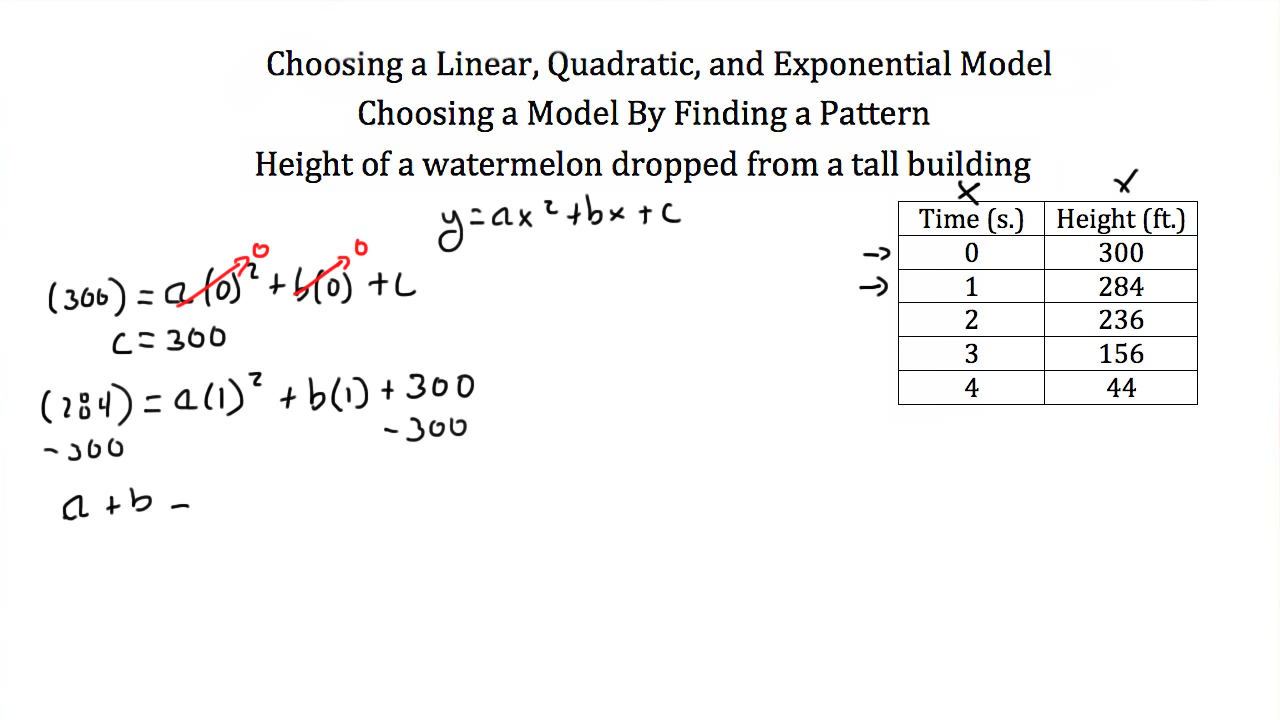 Choosing a Linear, Quadratic, and Exponential Model
Choosing a Model By Finding a Pattern
Height of a watermelon dropped from a tall building
y = ax² + bx + c
0 0
(300) = a(0)² + b(0) + c
c = 300
(284) = a(1)² + b(1) + 300
-300 -300
a + b -
x y
Time (s.) Height (ft.)
→ 0 300
→ 1 284
2 236
3 156
4 44